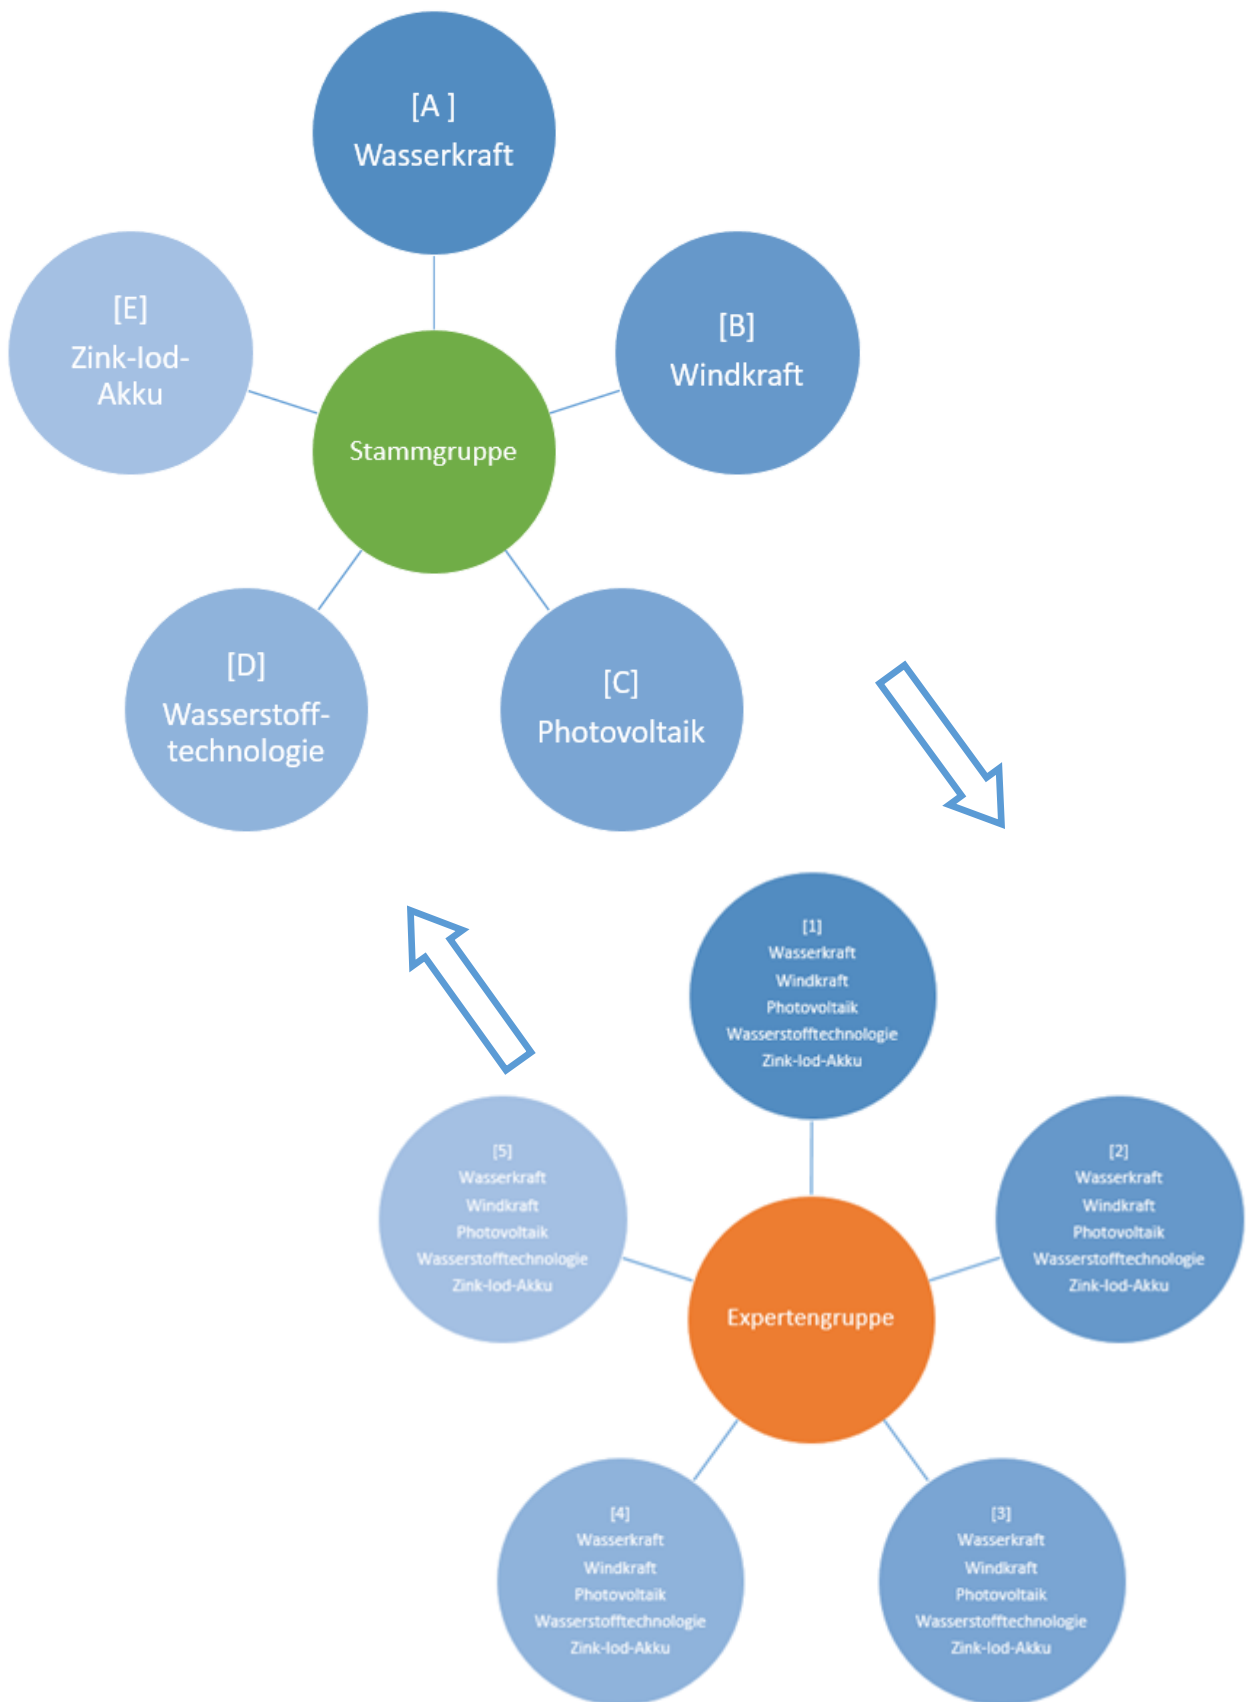 [A ]
Wasserkraft
[E]
Zink-Iod-
Akku
[B]
Windkraft
Stammgruppe
[D]
Wasserstoff-
technologie
[C]
Photovoltaik
[1]
Wasserkraft
Windkraft
Photovoltaik
Wasserstofftechnologie
Zink-Iod-Akku
[5]
Wasserkraft
Windkraft
Photovoltaik
Wasserstofftechnologie
Zink-Iod-Akku
[2]
Wasserkraft
Windkraft
Photovoltaik
Wasserstofftechnologie
Zink-Iod-Akku
Expertengruppe
[4]
Wasserkraft
Windkraft
Photovoltaik
Wasserstofftechnologie
Zink-Iod-Akku
[3]
Wasserkraft
Windkraft
Photovoltaik
Wasserstofftechnologie
Zink-Iod-Akku